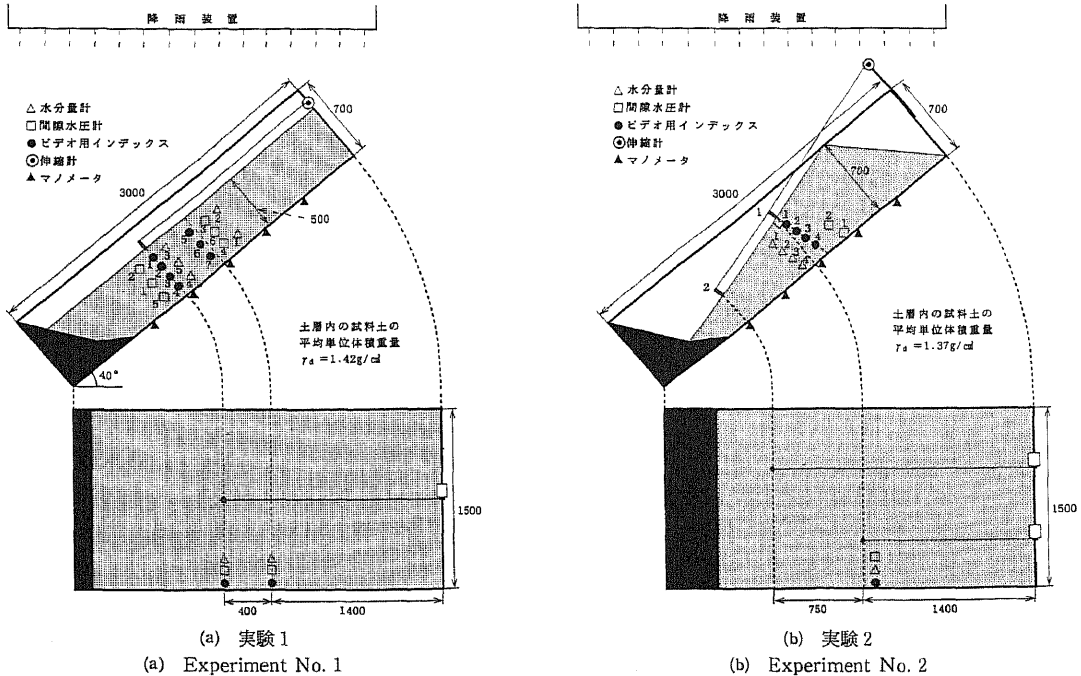 降雨装置
△ 水分量計
□ 間隙水圧計
● ビデオ用インデックス
◉ 伸縮計
▲ マノメータ
700
3000
500
40°
土層内の試料土の
平均単位体積重量
γd = 1.42g/㎤
1500
400
1400
(a) 実験1
(a) Experiment No. 1
降雨装置
△ 水分量計
□ 間隙水圧計
● ビデオ用インデックス
◉ 伸縮計
▲ マノメータ
700
3000
700
1
2
土層内の試料土の
平均単位体積重量
γd = 1.37g/㎤
1500
750
1400
(b) 実験2
(b) Experiment No. 2